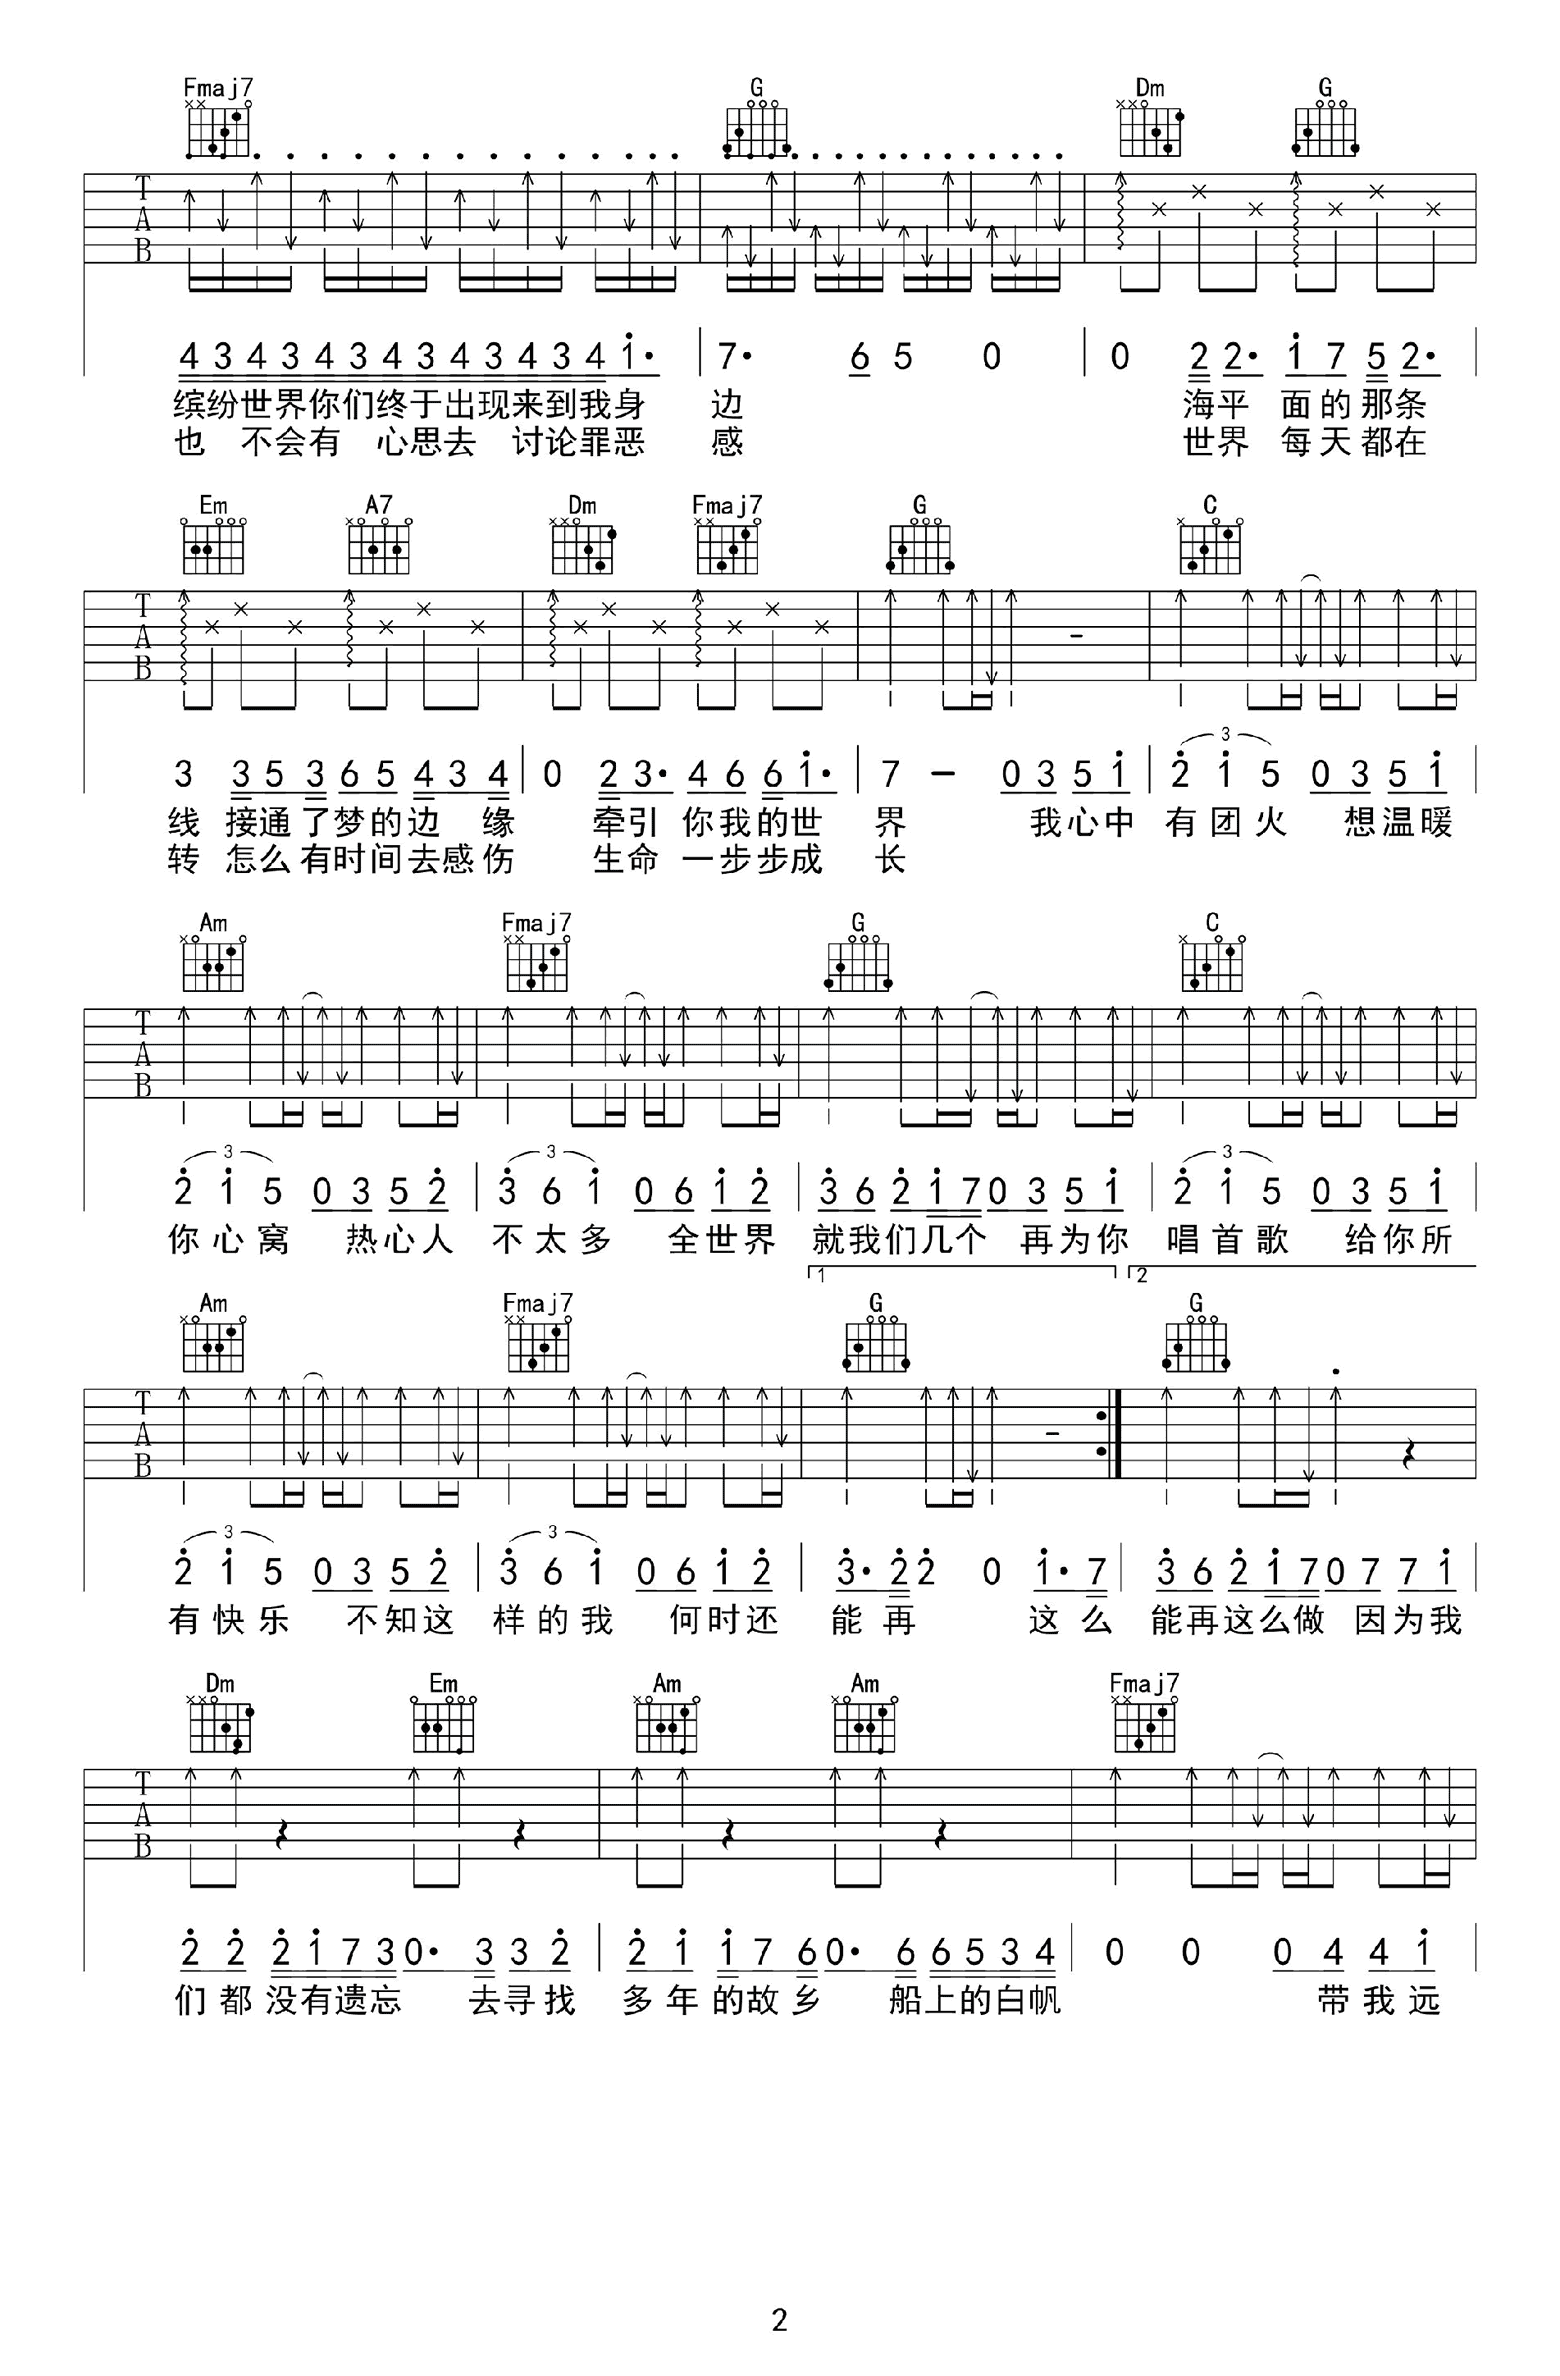 Fmaj7 G Dm G
T
A
B
4 3 4 3 4 3 4 3 4 3 4 3 4 1· 7· 6 5 0 0 2 2· 1 7 5 2·
缤纷世界你们终于出现来到我身 边 海平 面的那条
也 不会有 心思去 讨论罪恶 感 世界 每天都在
Em A7 Dm Fmaj7 G C
T
A
B
3
3 3 5 3 6 5 4 3 4 0 2 3· 4 6 6 1· 7 – 0 3 5 1 2 1 5 0 3 5 1
线 接通了梦的边 缘 牵引 你我的世 界 我心中 有团火 想温暖
转 怎么有时间去感伤 生命 一步步成 长
Am Fmaj7 G C
T
A
B
3 3 3
2 1 5 0 3 5 2 3 6 1 0 6 1 2 3 6 2 1 7 0 3 5 1 2 1 5 0 3 5 1
你心窝 热心人 不太多 全世界 就我们几个 再为你 唱首歌 给你所
1 2
Am Fmaj7 G G
T
A
B
3 3
2 1 5 0 3 5 2 3 6 1 0 6 1 2 3· 2 2 0 1· 7 3 6 2 1 7 0 7 7 1
有快乐 不知这 样的我 何时还 能再 这么 能再这么做 因为我
Dm Em Am Am Fmaj7
T
A
B
2 2 2 1 7 3 0· 3 3 2 2 1 1 7 6 0· 6 6 5 3 4 0 0 0 4 4 1
们都没有遗忘 去寻找 多年的故乡 船上的白帆 带我远
2